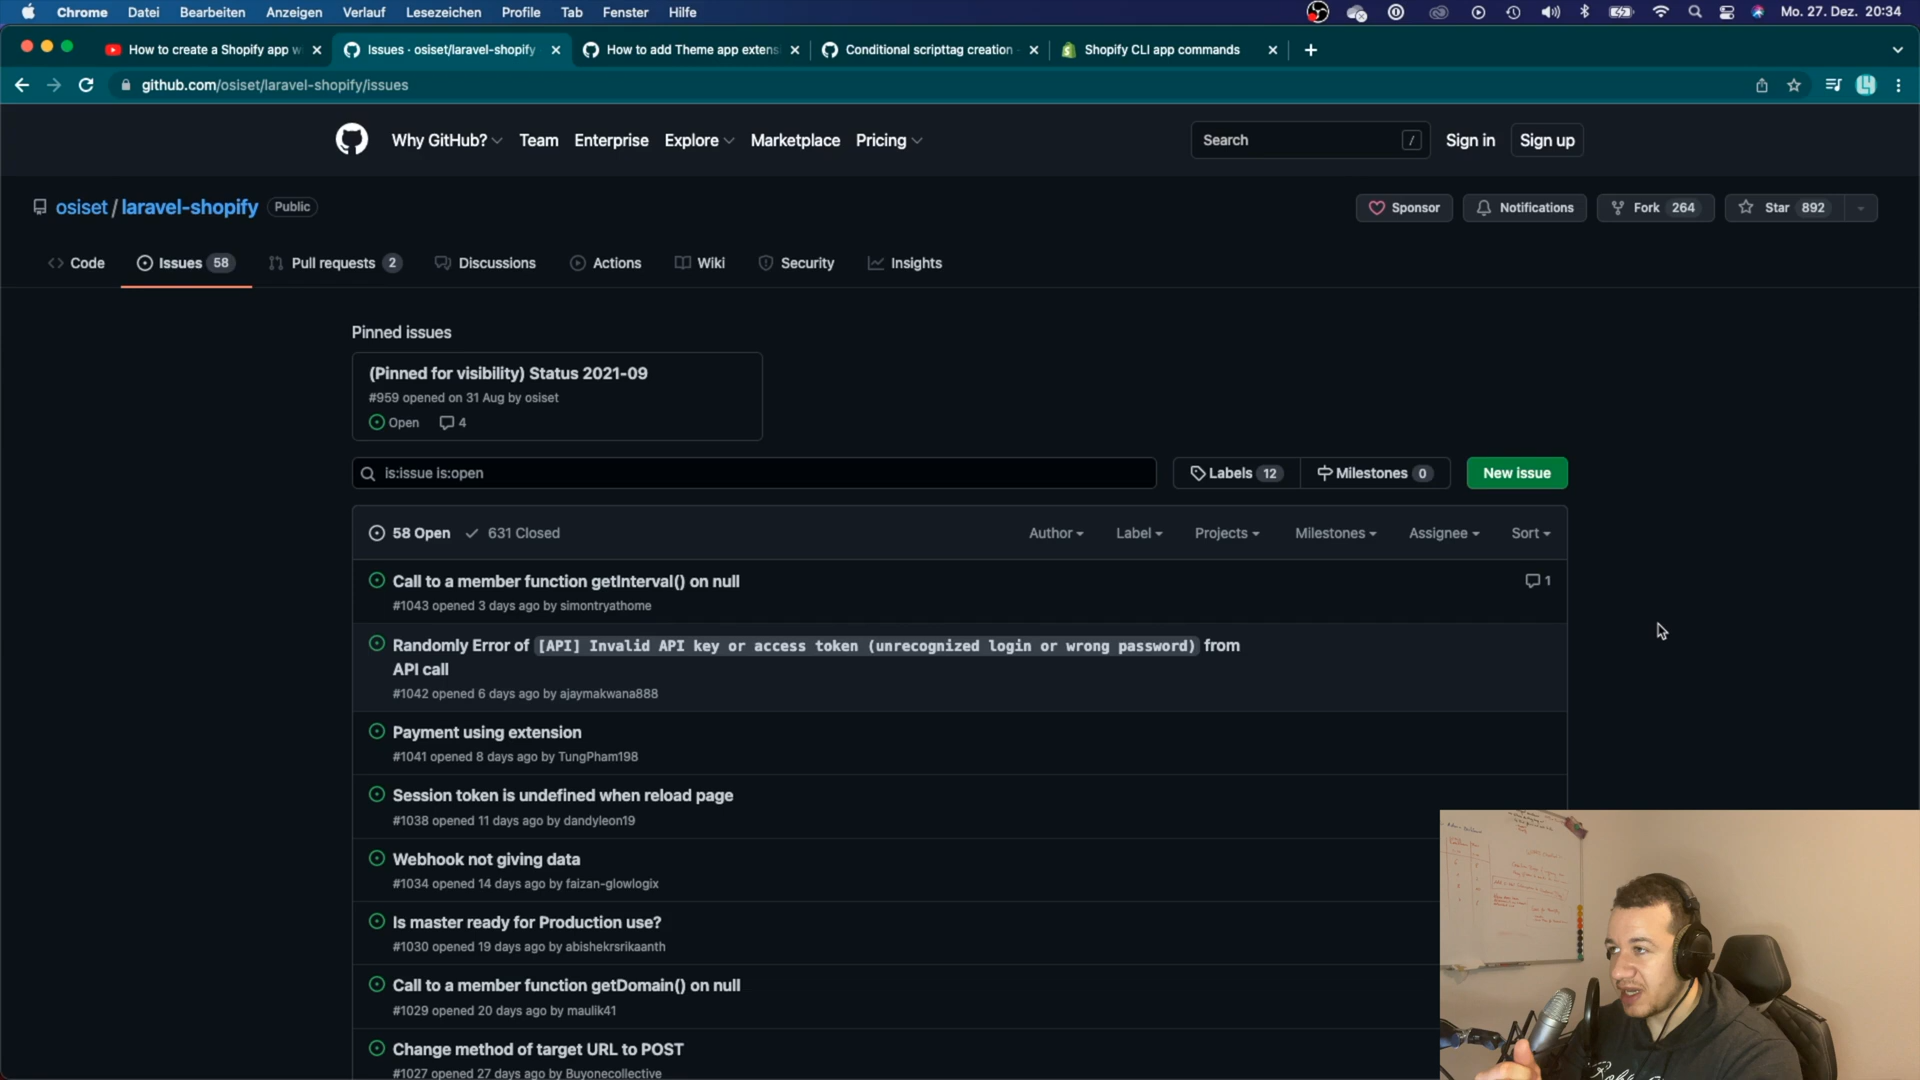 Chrome Datei Bearbeiten Anzeigen Verlauf Lesezeichen Profile Tab Fenster Hilfe Mo. 27. Dez. 20:34
How to create a Shopify app w Issues · osiset/laravel-shopify How to add Theme app extens Conditional scripttag creation Shopify CLI app commands
github.com/osiset/laravel-shopify/issues
Why GitHub? Team Enterprise Explore Marketplace Pricing Search / Sign in Sign up
osiset / laravel-shopify Public Sponsor Notifications Fork 264 Star 892
Code Issues 58 Pull requests 2 Discussions Actions Wiki Security Insights
Pinned issues
(Pinned for visibility) Status 2021-09
#959 opened on 31 Aug by osiset
Open 4
is:issue is:open Labels 12 Milestones 0 New issue
58 Open 631 Closed Author Label Projects Milestones Assignee Sort
Call to a member function getInterval() on null 1
#1043 opened 3 days ago by simontryathome
Randomly Error of [API] Invalid API key or access token (unrecognized login or wrong password) from
API call
#1042 opened 6 days ago by ajaymakwana888
Payment using extension
#1041 opened 8 days ago by TungPham198
Session token is undefined when reload page
#1038 opened 11 days ago by dandyleon19
Webhook not giving data
#1034 opened 14 days ago by faizan-glowlogix
Is master ready for Production use?
#1030 opened 19 days ago by abishekrsrikaanth
Call to a member function getDomain() on null
#1029 opened 20 days ago by maulik41
Change method of target URL to POST
#1027 opened 27 days ago by Buyonecollective